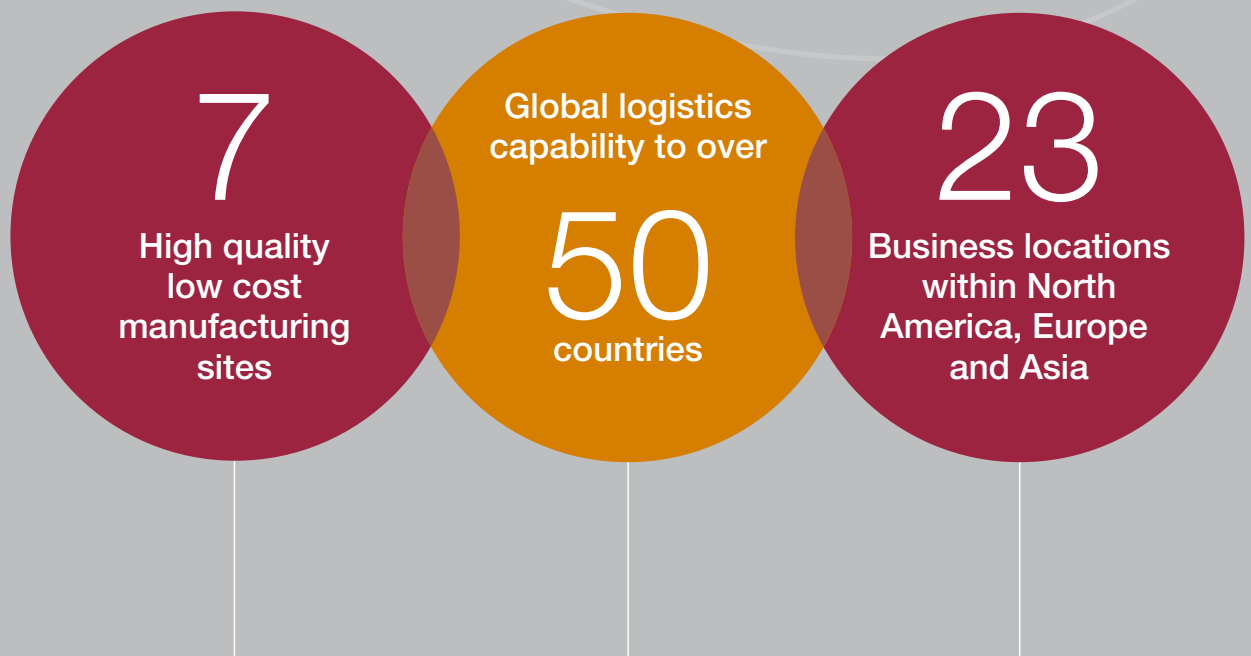 7
High quality
low cost
manufacturing
sites
Global logistics
capability to over
50
countries
23
Business locations
within North
America, Europe
and Asia